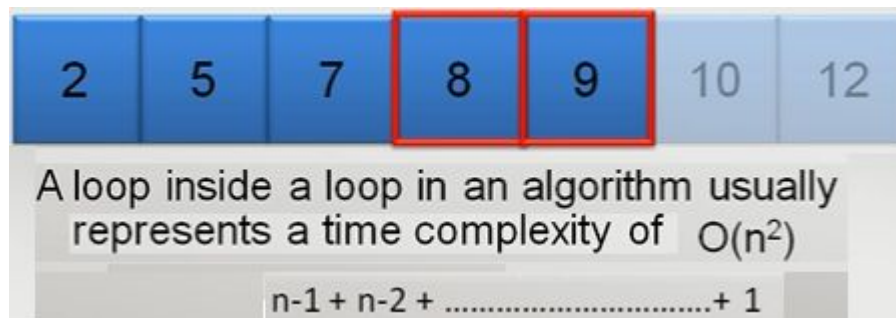 2 5 7 8 9 10 12
A loop inside a loop in an algorithm usually
represents a time complexity of O(n²)
n-1 + n-2 + ................................+ 1